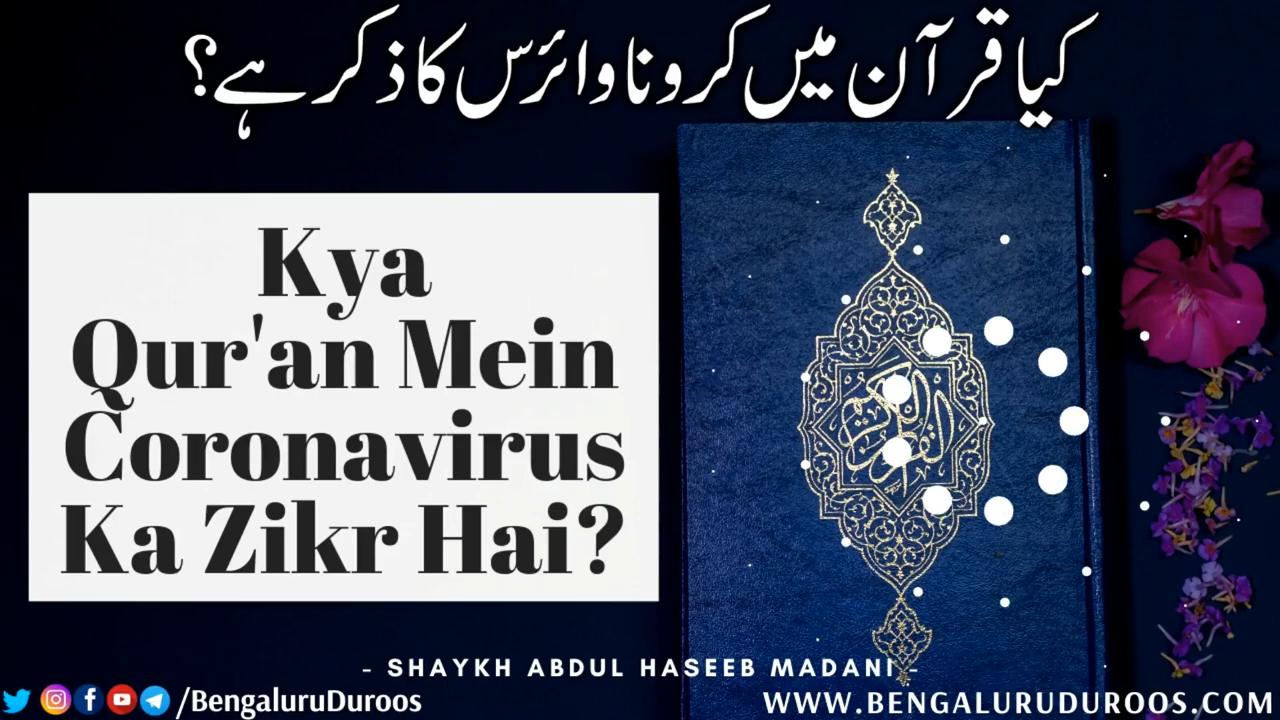 کیا قرآن میں کرونا وائرس کا ذکر ہے؟
Kya
Qur'an Mein
Coronavirus
Ka Zikr Hai?
- SHAYKH ABDUL HASEEB MADANI -
/BengaluruDuroos
WWW.BENGALURUDUROOS.COM